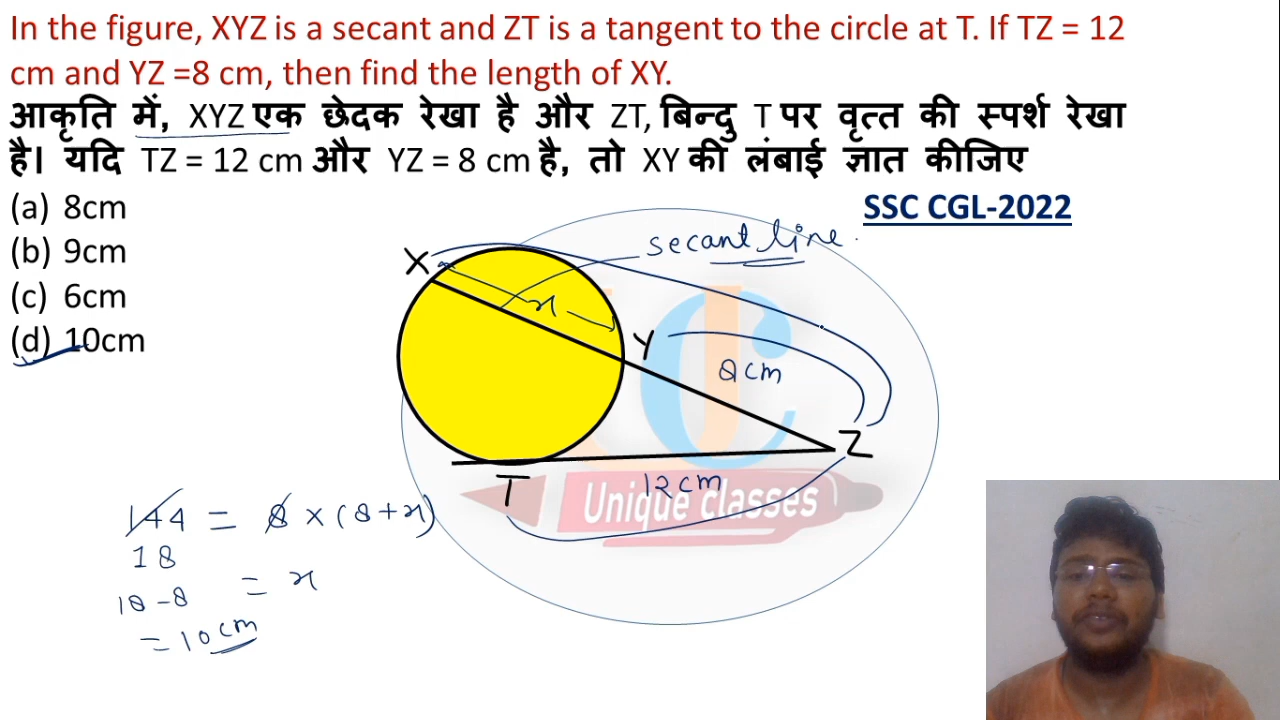 In the figure, XYZ is a secant and ZT is a tangent to the circle at T. If TZ = 12
cm and YZ =8 cm, then find the length of XY.
आकृति में, XYZ एक छेदक रेखा है और ZT, बिन्दु T पर वृत्त की स्पर्श रेखा
है। यदि TZ = 12 cm और YZ = 8 cm है, तो XY की लंबाई ज्ञात कीजिए
(a) 8cm
SSC CGL-2022
(b) 9cm
(c) 6cm
(d) 10cm
secant line.
X
x
Y
8cm
Z
12cm
T
Unique classes
144 = 8 × (8+x)
18
18-8 = x
= 10 cm